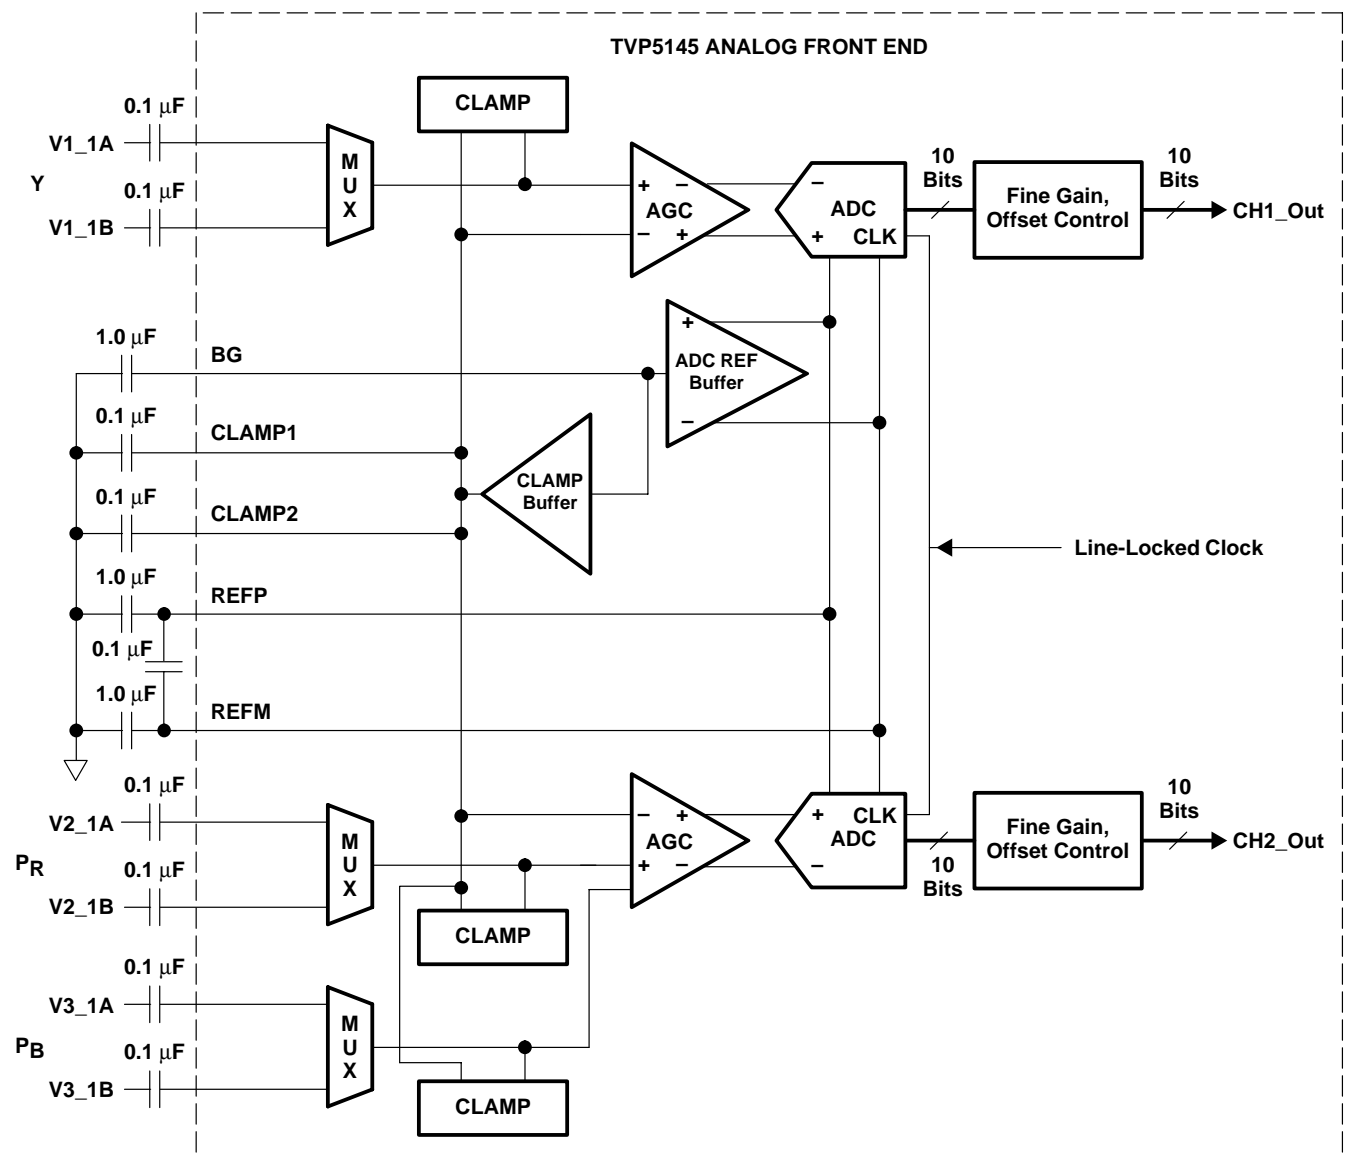 TVP5145 ANALOG FRONT END
0.1 µF
V1_1A
Y
0.1 µF
V1_1B
M
U
X
CLAMP
+ −
AGC
− +
−
ADC
+ CLK
10
Bits
Fine Gain,
Offset Control
10
Bits
CH1_Out
1.0 µF
BG
+
ADC REF
Buffer
−
0.1 µF
CLAMP1
CLAMP
Buffer
0.1 µF
CLAMP2
Line-Locked Clock
1.0 µF
REFP
0.1 µF
1.0 µF
REFM
0.1 µF
V2_1A
PR
0.1 µF
V2_1B
M
U
X
− +
AGC
+ −
+ CLK
ADC
−
10
Bits
Fine Gain,
Offset Control
10
Bits
CH2_Out
CLAMP
0.1 µF
V3_1A
PB
0.1 µF
V3_1B
M
U
X
CLAMP